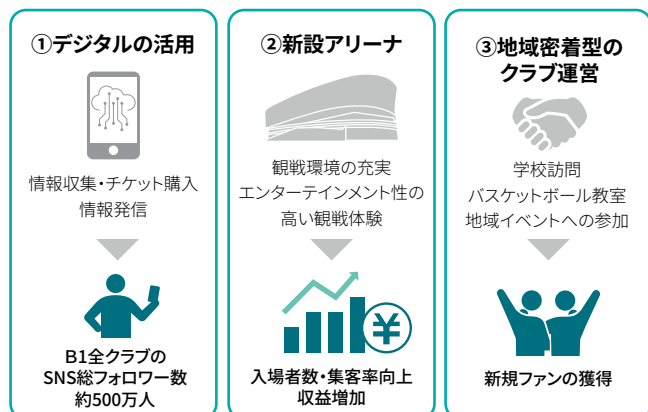 ①デジタルの活用
情報収集・チケット購入
情報発信
B1全クラブの
SNS総フォロワー数
約500万人
②新設アリーナ
観戦環境の充実
エンターテインメント性の
高い観戦体験
¥
入場者数・集客率向上
収益増加
③地域密着型の
クラブ運営
学校訪問
バスケットボール教室
地域イベントへの参加
新規ファンの獲得